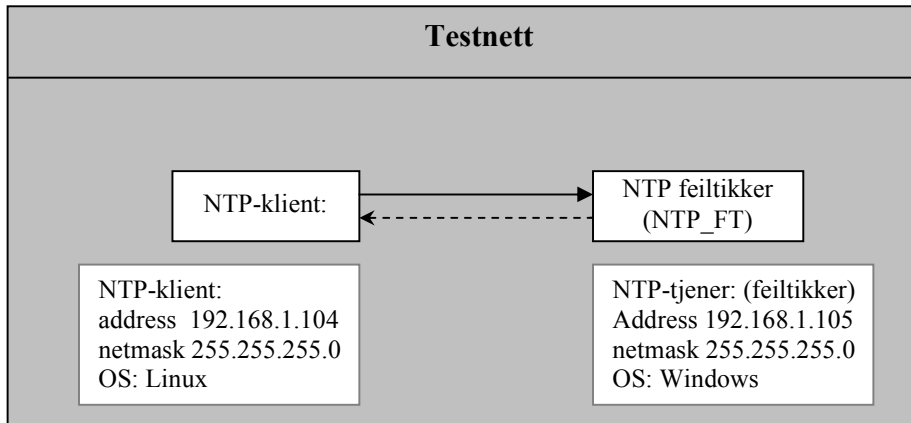 Testnett
NTP-klient:
NTP feiltikker
(NTP_FT)
NTP-klient:
address 192.168.1.104
netmask 255.255.255.0
OS: Linux
NTP-tjener: (feiltikker)
Address 192.168.1.105
netmask 255.255.255.0
OS: Windows